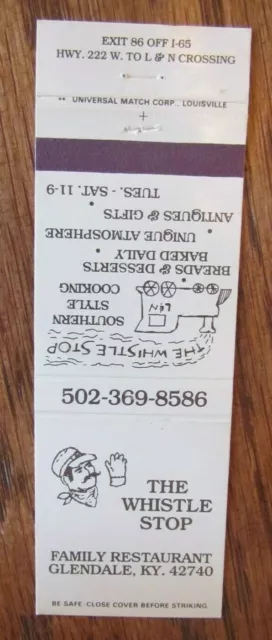 EXIT 86 OFF I-65
HWY. 222 W. TO L & N CROSSING
UNIVERSAL MATCH CORP., LOUISVILLE
THE WHISTLE STOP
L&N
SOUTHERN
STYLE
COOKING
• BREADS & DESSERTS
BAKED DAILY
• UNIQUE ATMOSPHERE
• ANTIQUES & GIFTS
TUES. - SAT. 11-9
502-369-8586
THE
WHISTLE
STOP
FAMILY RESTAURANT
GLENDALE, KY. 42740
BE SAFE-CLOSE COVER BEFORE STRIKING